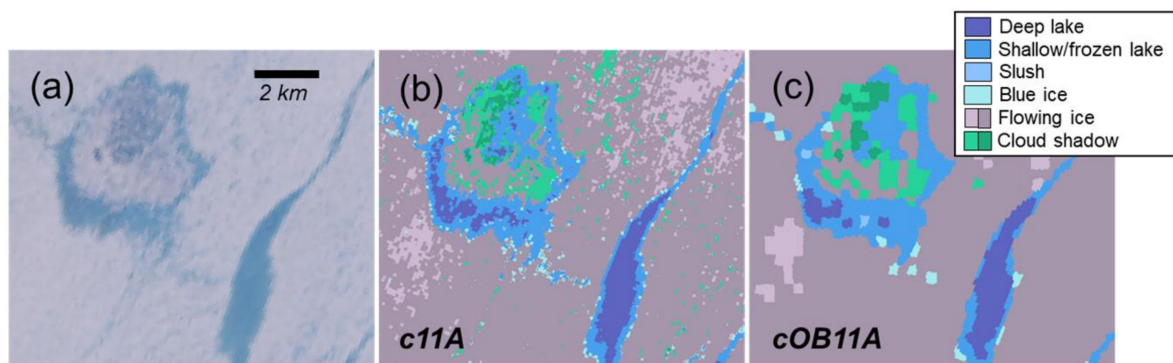 (a)
2 km
(b)
c11A
(c)
cOB11A
Deep lake
Shallow/frozen lake
Slush
Blue ice
Flowing ice
Cloud shadow